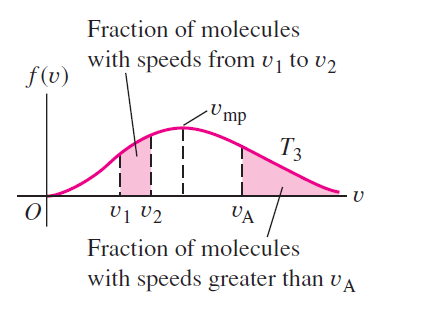 Fraction of molecules
with speeds from v₁ to v₂
f(v)
vmp
T₃
v
O
v₁ v₂
vA
Fraction of molecules
with speeds greater than vA